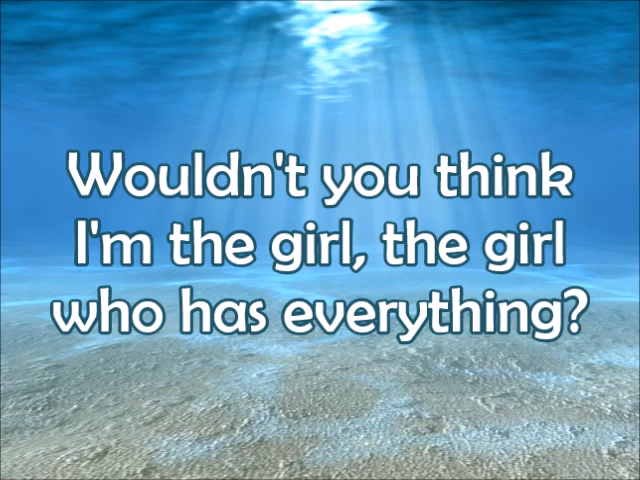 Wouldn't you think
I'm the girl, the girl
who has everything?